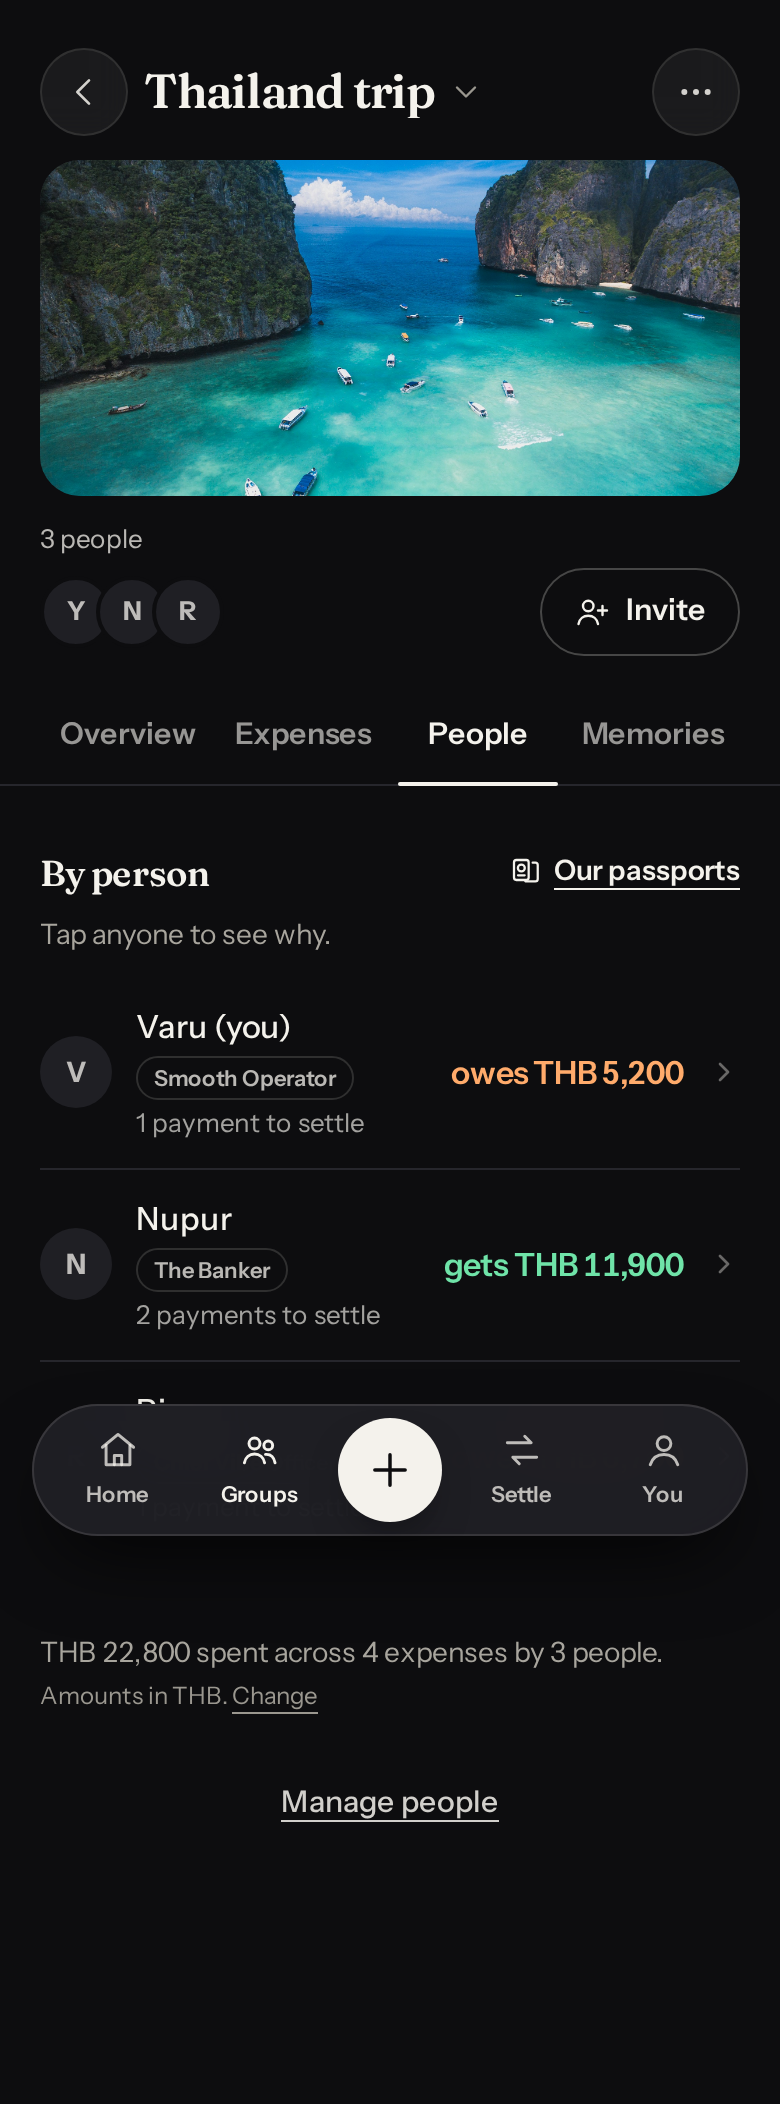 Thailand trip
3 people
Y N R
Invite
Overview Expenses People Memories
By person
Our passports
Tap anyone to see why.
Varu (you)
V
Smooth Operator
owes THB 5,200
1 payment to settle
Nupur
N
The Banker
gets THB 11,900
2 payments to settle
Home Groups Settle You
THB 22,800 spent across 4 expenses by 3 people.
Amounts in THB. Change
Manage people